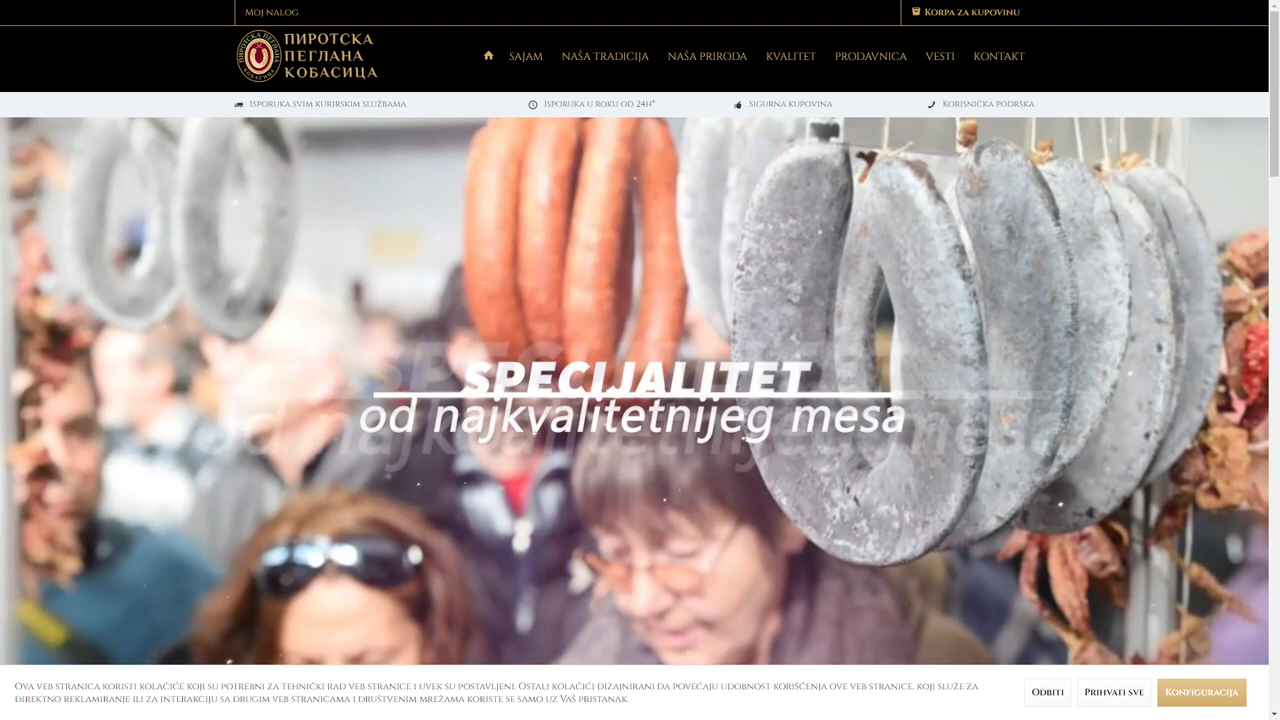 Moj nalog
Korpa za kupovinu
ПИРОТСКА
ПЕГЛАНА
КОБАСИЦА
SAJAM NAŠA TRADICIJA NAŠA PRIRODA KVALITET PRODAVNICA VESTI KONTAKT
Isporuka svim kurirskim službama
Isporuka u roku od 24h*
Sigurna kupovina
Korisnička podrška
SPECIJALITET
od najkvalitetnijeg mesa
Ova veb stranica koristi kolačiće koji su potrebni za tehnički rad veb stranice i uvek su postavljeni. Ostali kolačići dizajnirani da povećaju udobnost korišćenja ove veb stranice, koji služe za
direktno reklamiranje ili za interakciju sa drugim veb stranicama i društvenim mrežama koriste se samo uz Vaš pristanak.
Odbiti
Prihvati sve
Konfiguracija